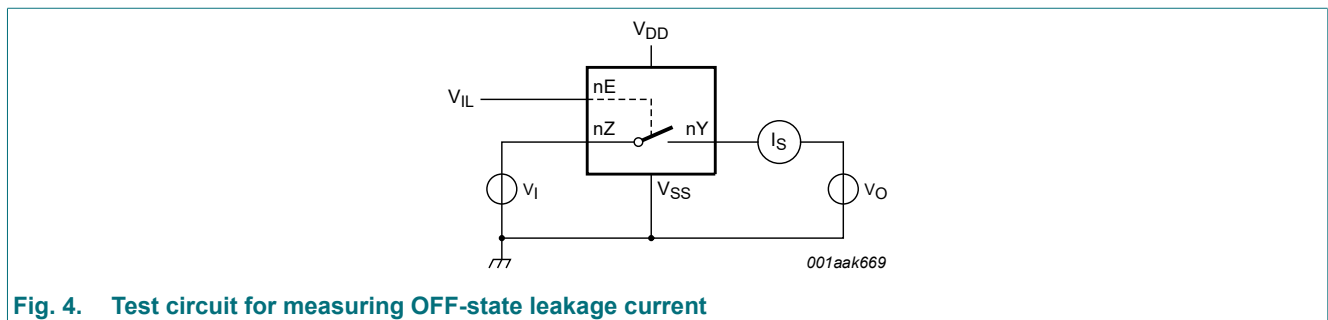 VDD
nE
VIL
nZ
nY
IS
VI
VSS
VO
001aak669
Fig. 4. Test circuit for measuring OFF-state leakage current